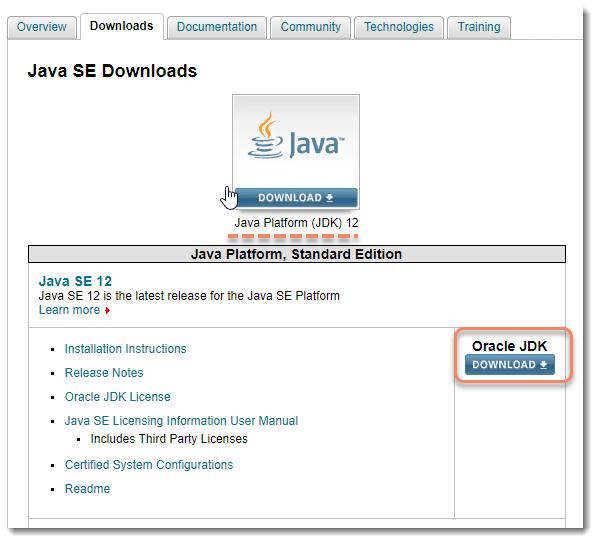 Overview Downloads Documentation Community Technologies Training
Java SE Downloads
Java™
DOWNLOAD
Java Platform (JDK) 12
Java Platform, Standard Edition
Java SE 12
Java SE 12 is the latest release for the Java SE Platform
Learn more
Installation Instructions
Release Notes
Oracle JDK License
Java SE Licensing Information User Manual
Includes Third Party Licenses
Certified System Configurations
Readme
Oracle JDK
DOWNLOAD